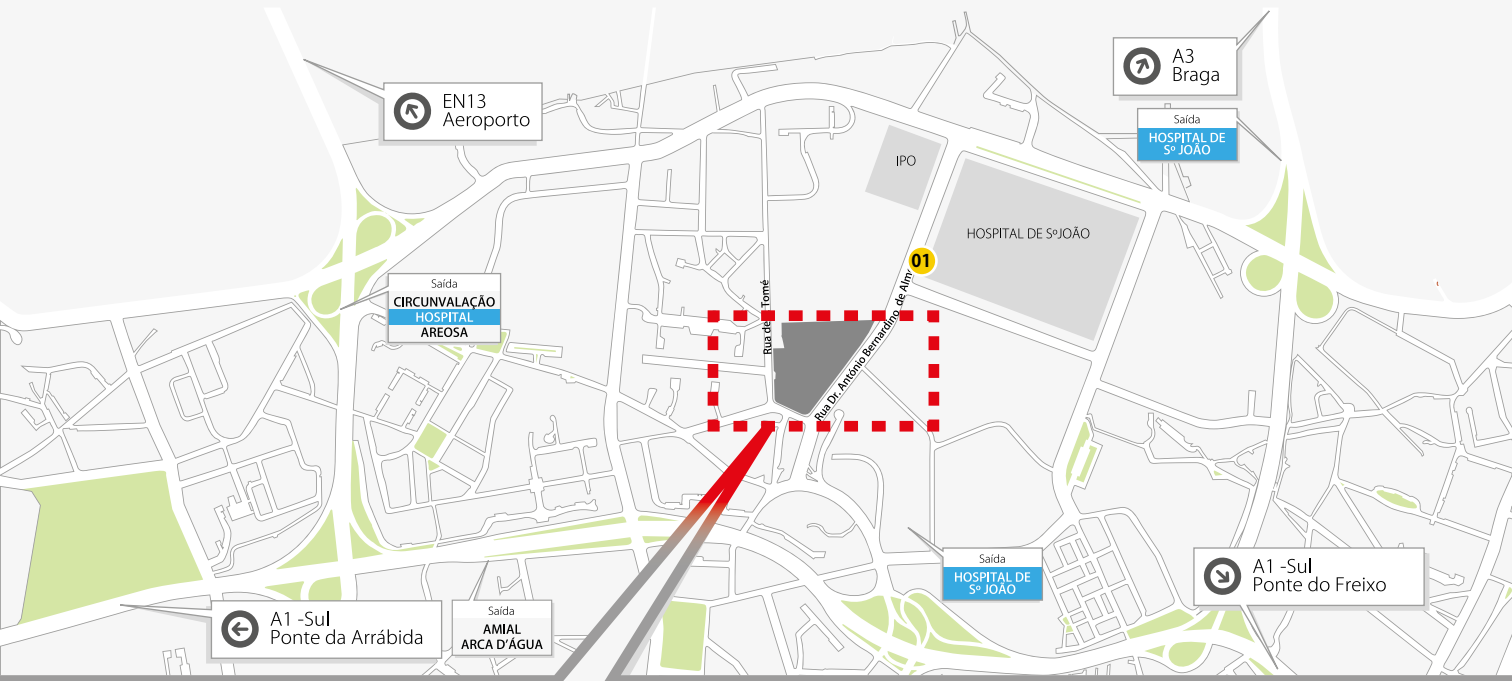 A3
Braga
EN13
Aeroporto
Saída
HOSPITAL DE
Sº JOÃO
IPO
HOSPITAL DE SºJOÃO
01
Saída
CIRCUNVALAÇÃO
HOSPITAL
AREOSA
Rua de
Tomé
Rua Dr. António Bernardino de Alm
Saída
HOSPITAL DE
Sº JOÃO
A1 -Sul
Ponte do Freixo
A1 -Sul
Ponte da Arrábida
Saída
AMIAL
ARCA D'ÁGUA